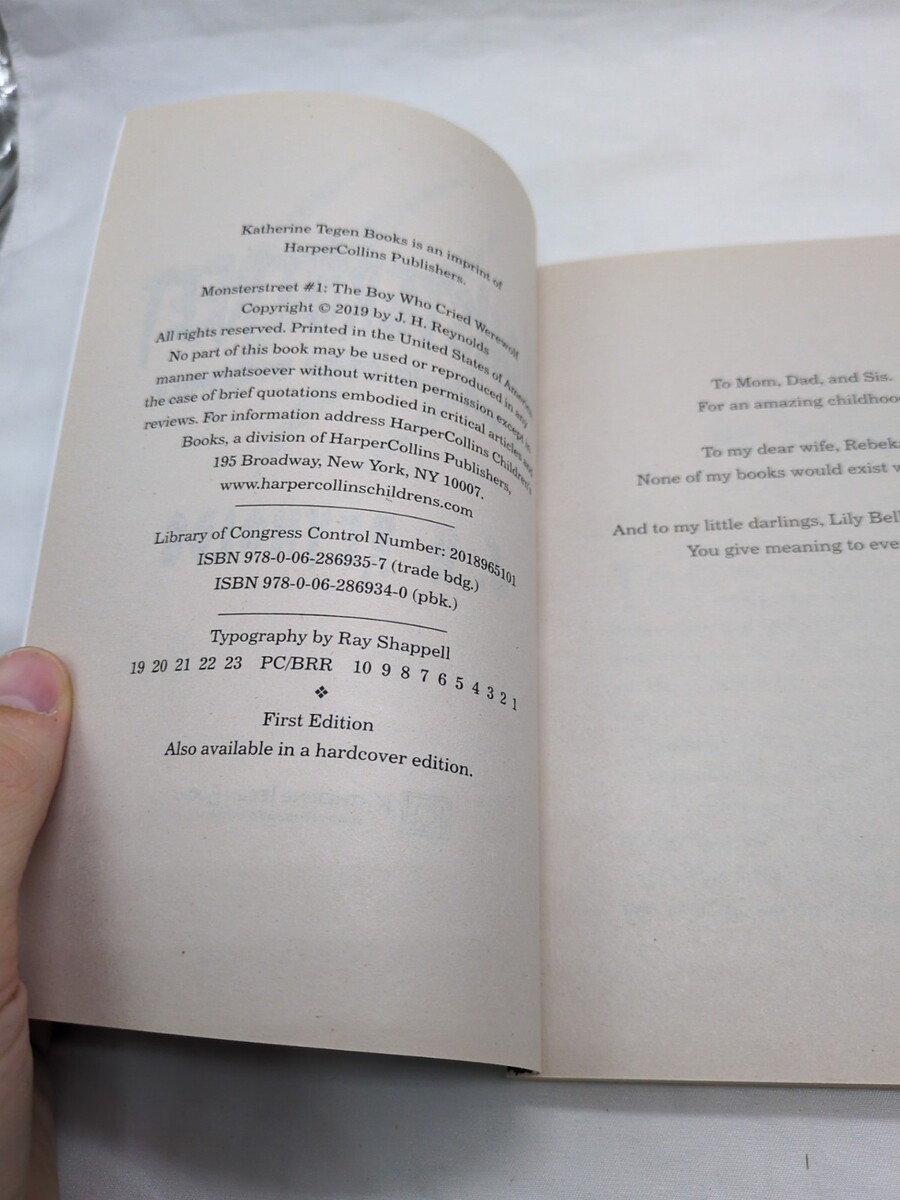 Katherine Tegen Books is an imprint of
HarperCollins Publishers.
Monsterstreet #1: The Boy Who Cried Werewolf
Copyright © 2019 by J. H. Reynolds
All rights reserved. Printed in the United States of America.
No part of this book may be used or reproduced in any
manner whatsoever without written permission except in
the case of brief quotations embodied in critical articles and
reviews. For information address HarperCollins Children's
Books, a division of HarperCollins Publishers,
195 Broadway, New York, NY 10007.
www.harpercollinschildrens.com
Library of Congress Control Number: 2018965101
ISBN 978-0-06-286935-7 (trade bdg.)
ISBN 978-0-06-286934-0 (pbk.)
Typography by Ray Shappell
19 20 21 22 23 PC/BRR 10 9 8 7 6 5 4 3 2 1
❖
First Edition
Also available in a hardcover edition.
To Mom, Dad, and Sis.
For an amazing childhood
To my dear wife, Rebek
None of my books would exist w
And to my little darlings, Lily Bell
You give meaning to eve